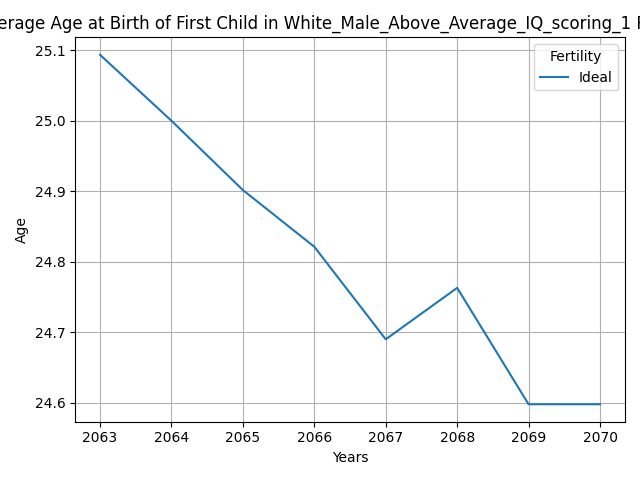 Average Age at Birth of First Child in White_Male_Above_Average_IQ_scoring_1
25.1
25.0
24.9
24.8
24.7
24.6
Age
Fertility
Ideal
2063 2064 2065 2066 2067 2068 2069 2070
Years